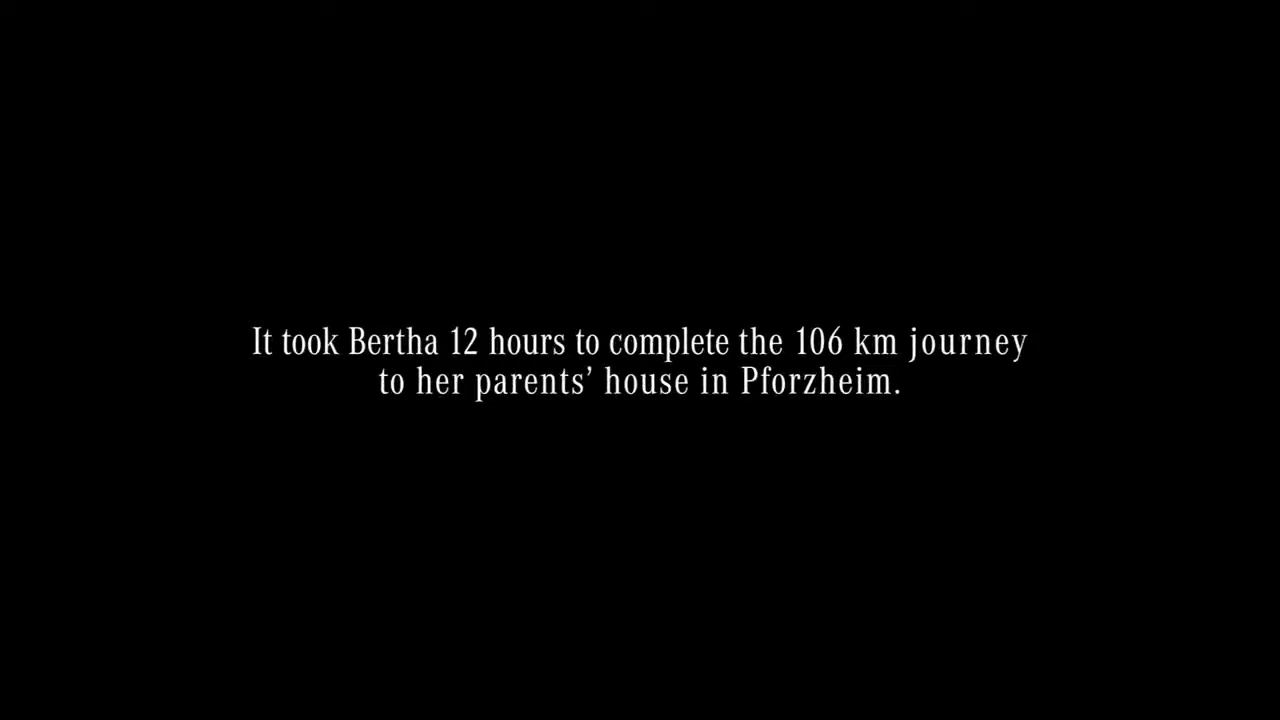 It took Bertha 12 hours to complete the 106 km journey
to her parents’ house in Pforzheim.